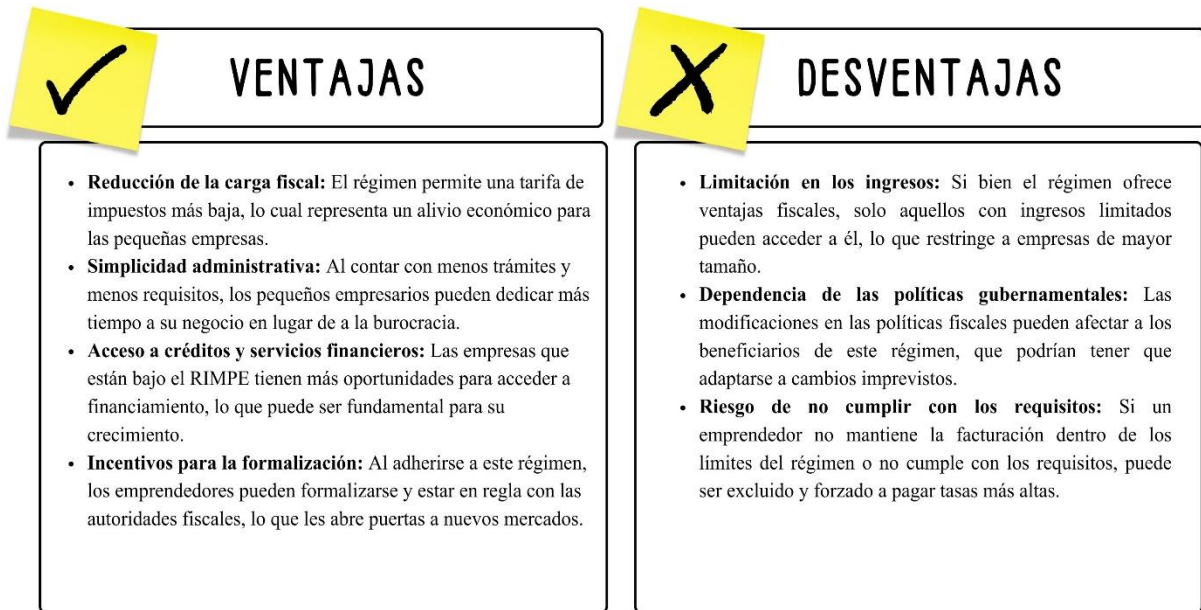 VENTAJAS
• Reducción de la carga fiscal: El régimen permite una tarifa de
impuestos más baja, lo cual representa un alivio económico para
las pequeñas empresas.
• Simplicidad administrativa: Al contar con menos trámites y
menos requisitos, los pequeños empresarios pueden dedicar más
tiempo a su negocio en lugar de a la burocracia.
• Acceso a créditos y servicios financieros: Las empresas que
están bajo el RIMPE tienen más oportunidades para acceder a
financiamiento, lo que puede ser fundamental para su
crecimiento.
• Incentivos para la formalización: Al adherirse a este régimen,
los emprendedores pueden formalizarse y estar en regla con las
autoridades fiscales, lo que les abre puertas a nuevos mercados.
DESVENTAJAS
• Limitación en los ingresos: Si bien el régimen ofrece
ventajas fiscales, solo aquellos con ingresos limitados
pueden acceder a él, lo que restringe a empresas de mayor
tamaño.
• Dependencia de las políticas gubernamentales: Las
modificaciones en las políticas fiscales pueden afectar a los
beneficiarios de este régimen, que podrían tener que
adaptarse a cambios imprevistos.
• Riesgo de no cumplir con los requisitos: Si un
emprendedor no mantiene la facturación dentro de los
límites del régimen o no cumple con los requisitos, puede
ser excluido y forzado a pagar tasas más altas.